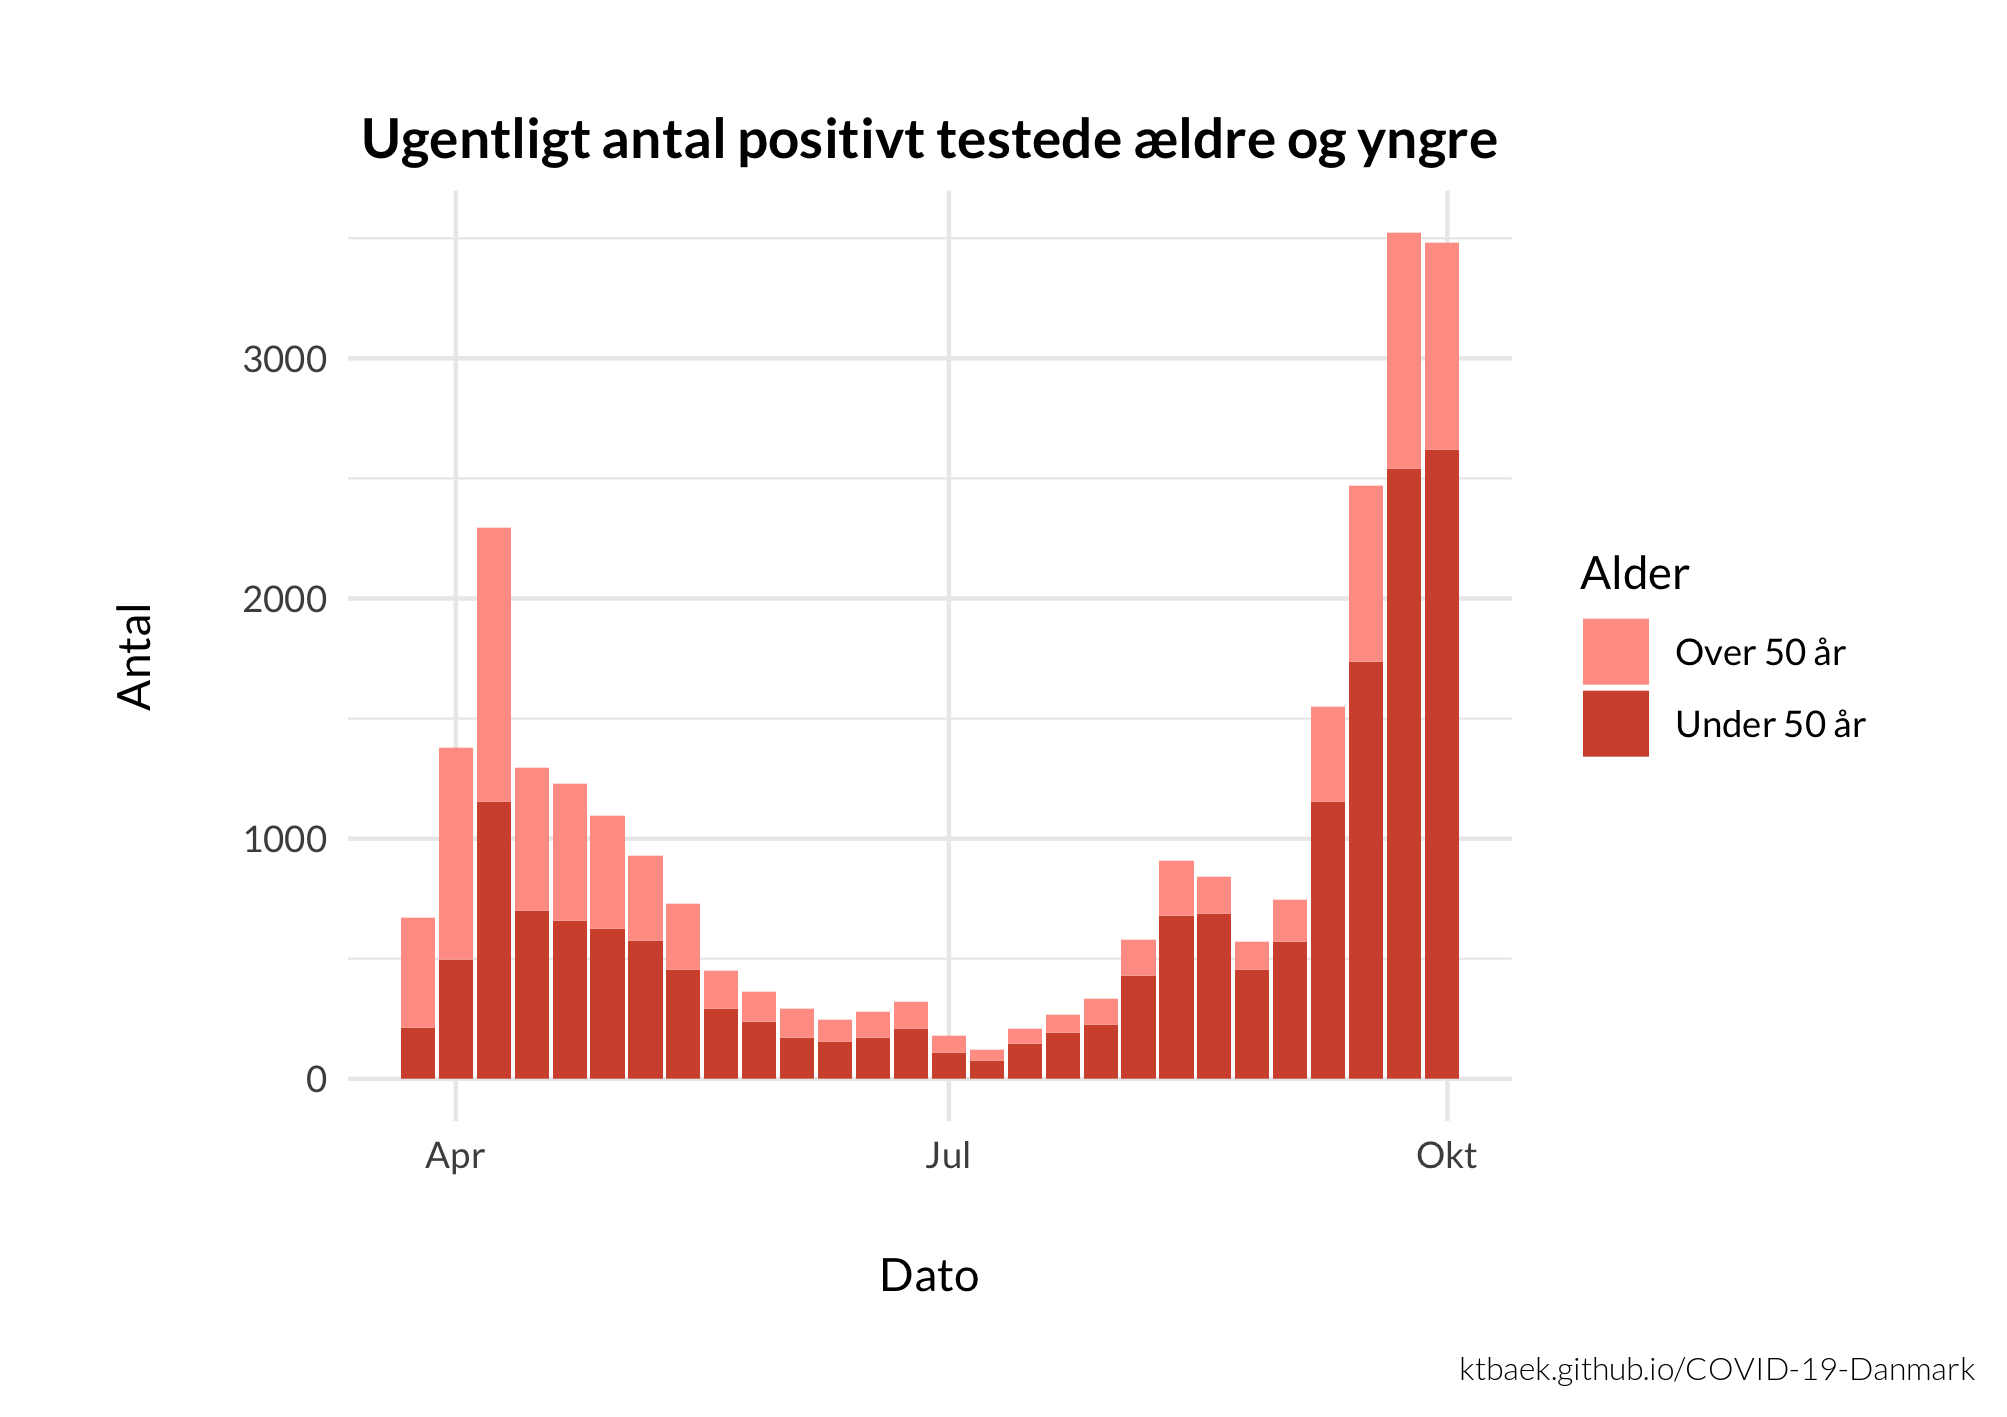 Ugentligt antal positivt testede ældre og yngre
Antal
3000
2000
1000
0
Apr
Jul
Okt
Dato
Alder
Over 50 år
Under 50 år
ktbaek.github.io/COVID-19-Danmark